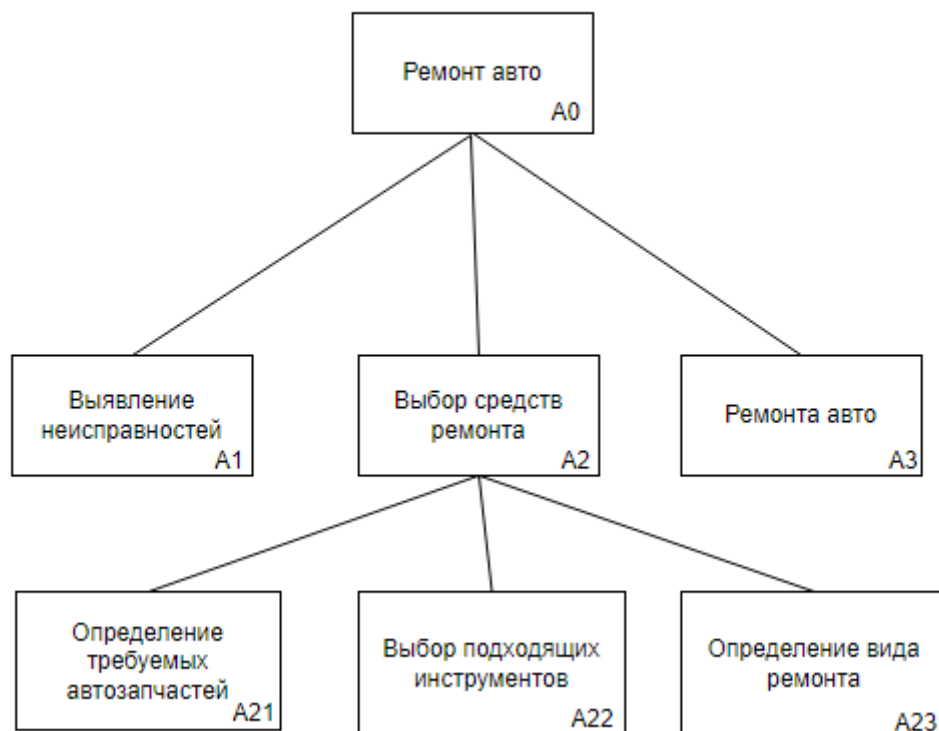 Ремонт авто
A0
Выявление
неисправностей
A1
Выбор средств
ремонта
A2
Ремонта авто
A3
Определение
требуемых
автозапчастей
A21
Выбор подходящих
инструментов
A22
Определение вида
ремонта
A23